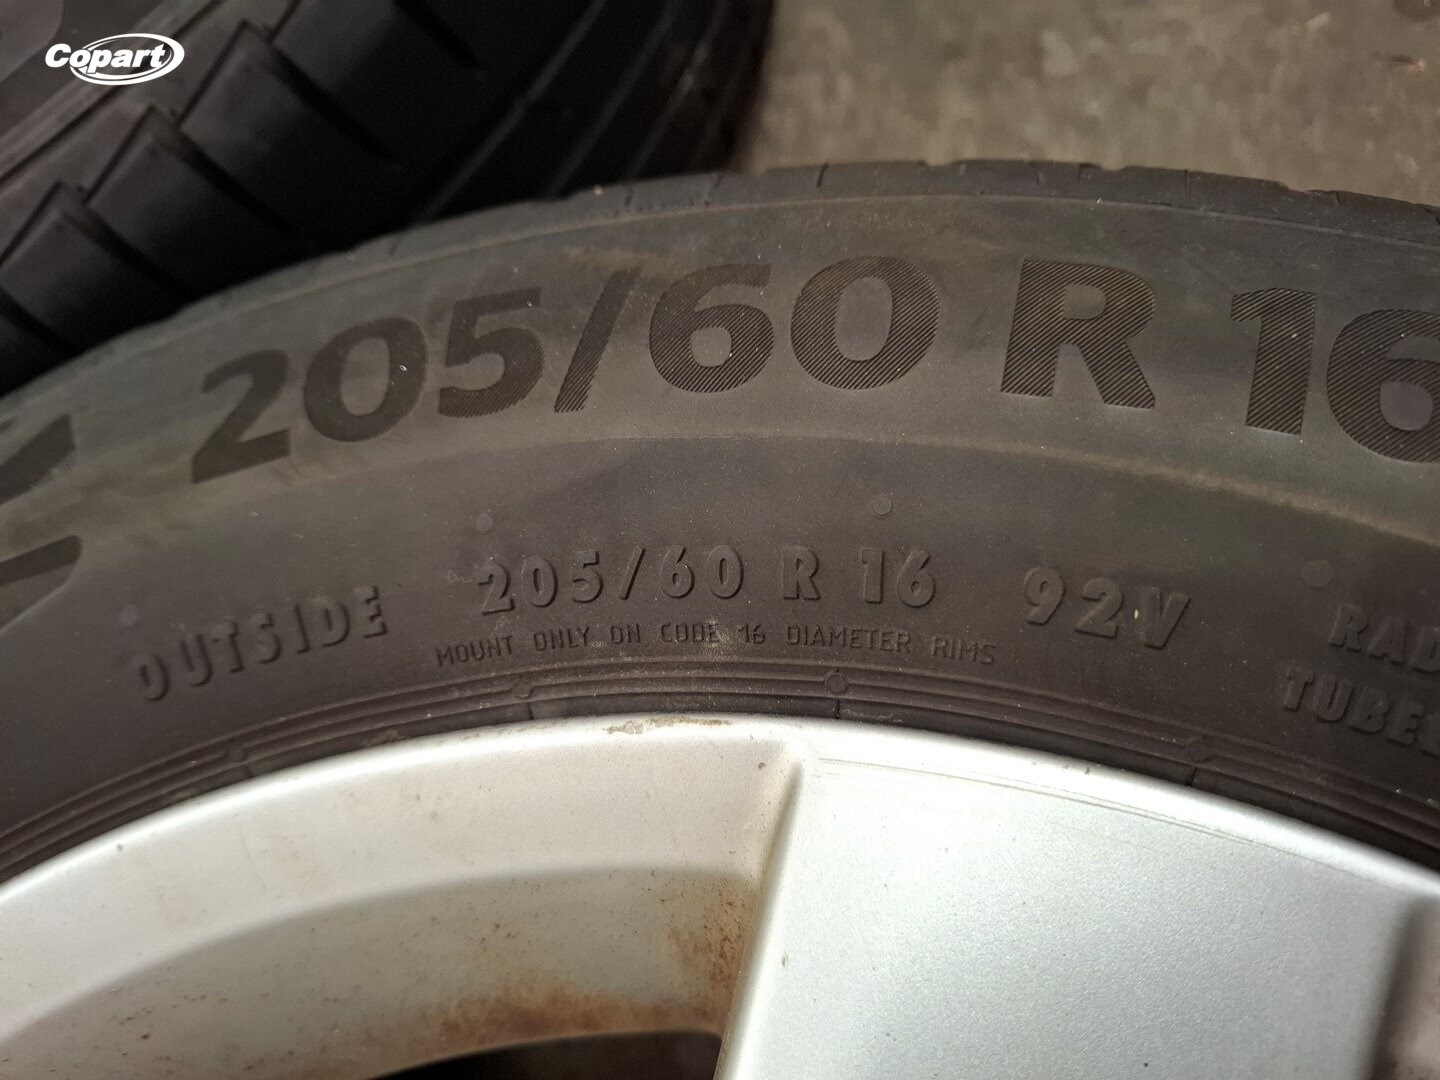 Copart
205/60 R 16
OUTSIDE 205/60 R 16 92V
MOUNT ONLY ON CODE 16 DIAMETER RIMS